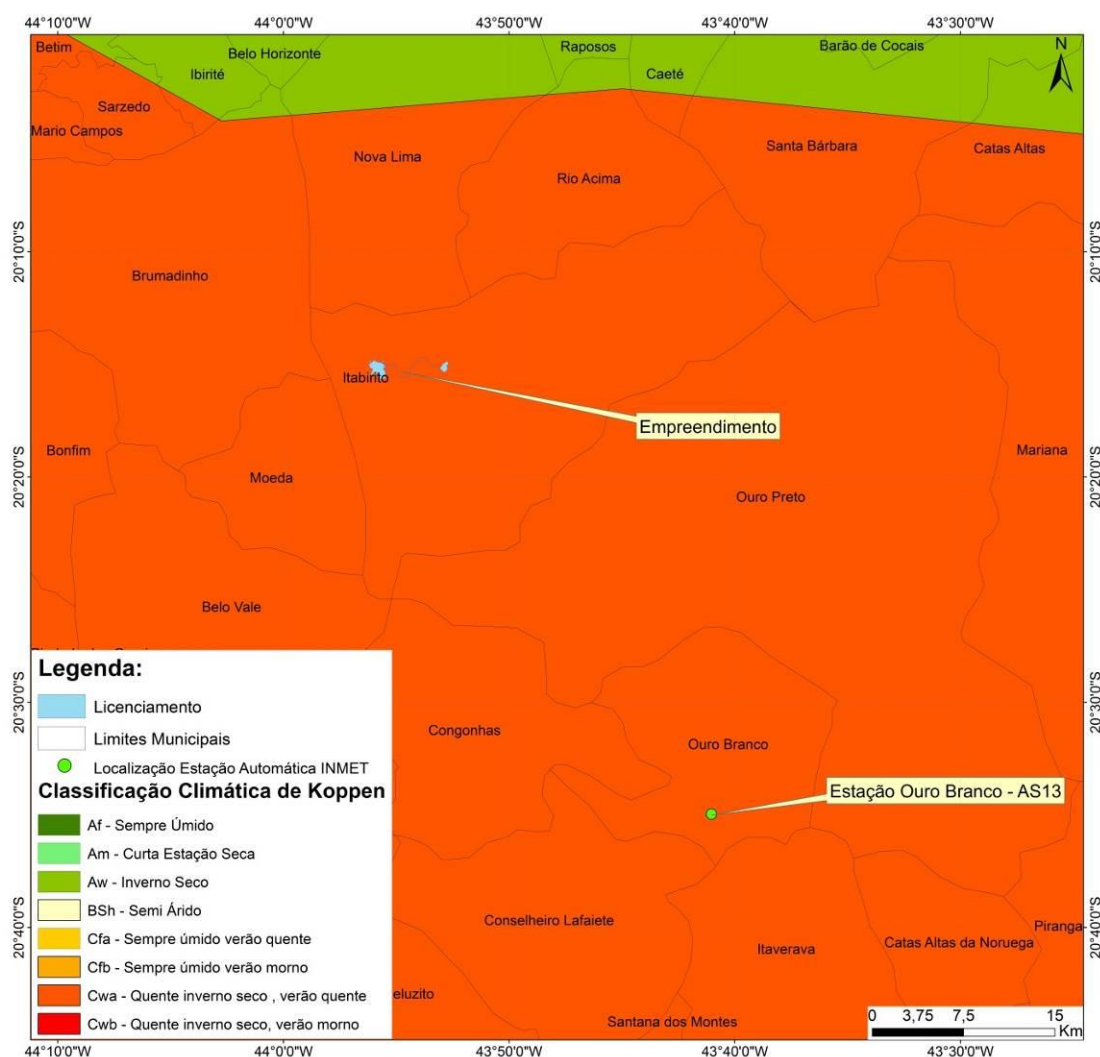 44°10'0"W 44°0'0"W 43°50'0"W 43°40'0"W 43°30'0"W
N
Betim
Belo Horizonte
Raposos
Barão de Cocais
Ibirité
Caeté
Sarzedo
Mario Campos
Nova Lima
Santa Bárbara
Catas Altas
Rio Acima
20°10'0"S 20°10'0"S
Brumadinho
Itabirito
Empreendimento
Bonfim
Mariana
20°20'0"S 20°20'0"S
Moeda
Ouro Preto
Belo Vale
Legenda:
Licenciamento
Limites Municipais
Localização Estação Automática INMET
Classificação Climática de Koppen
Af - Sempre Úmido
Am - Curta Estação Seca
Aw - Inverno Seco
BSh - Semi Árido
Cfa - Sempre úmido verão quente
Cfb - Sempre úmido verão morno
Cwa - Quente inverno seco , verão quente
Cwb - Quente inverno seco, verão morno
20°30'0"S 20°30'0"S
Congonhas
Ouro Branco
Estação Ouro Branco - AS13
Conselheiro Lafaiete
20°40'0"S 20°40'0"S
Piranga
Itaverava
Catas Altas da Noruega
eluzito
Santana dos Montes
0 3,75 7,5 15
Km
44°10'0"W 44°0'0"W 43°50'0"W 43°40'0"W 43°30'0"W